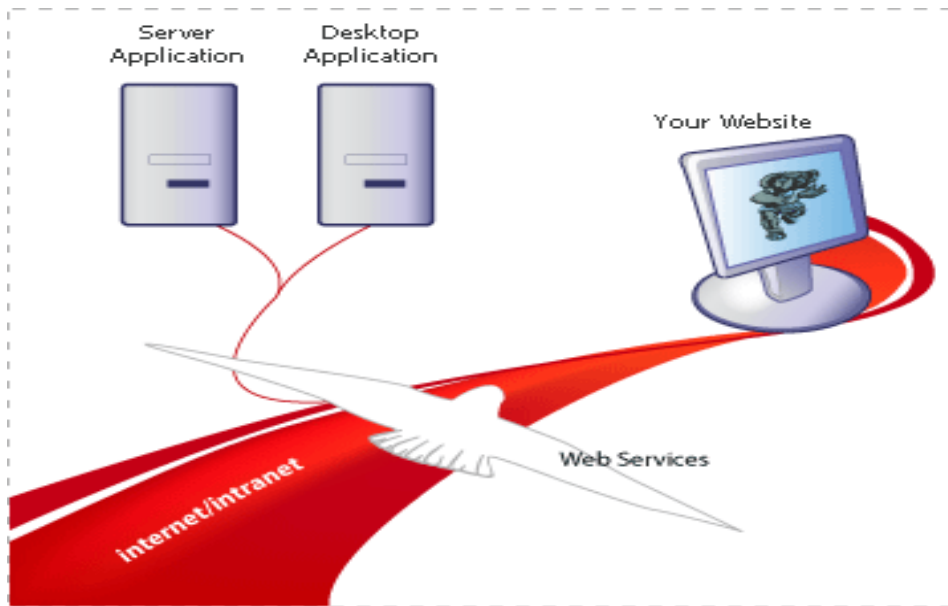 Server
Application
Desktop
Application
Your Website
Web Services
internet/intranet